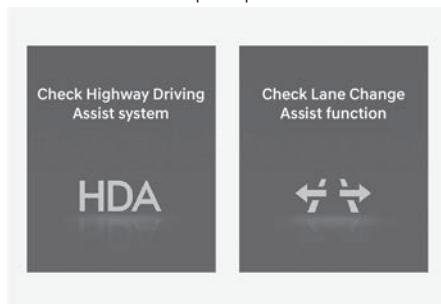 Check Highway Driving
Assist system
HDA
Check Lane Change
Assist function